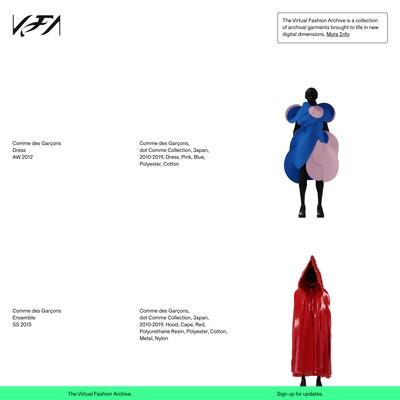 VFA
The Virtual Fashion Archive is a collection
of archival garments brought to life in new
digital dimensions. More Info
Comme des Garçons
Dress
AW 2012
Comme des Garçons,
dot Comme Collection, Japan,
2010-2019, Dress, Pink, Blue,
Polyester, Cotton
Comme des Garçons
Ensemble
SS 2015
Comme des Garçons,
dot Comme Collection, Japan,
2010-2019, Hood, Cape, Red,
Polyurethane Resin, Polyester, Cotton,
Metal, Nylon
The Virtual Fashion Archive.
Sign up for updates.